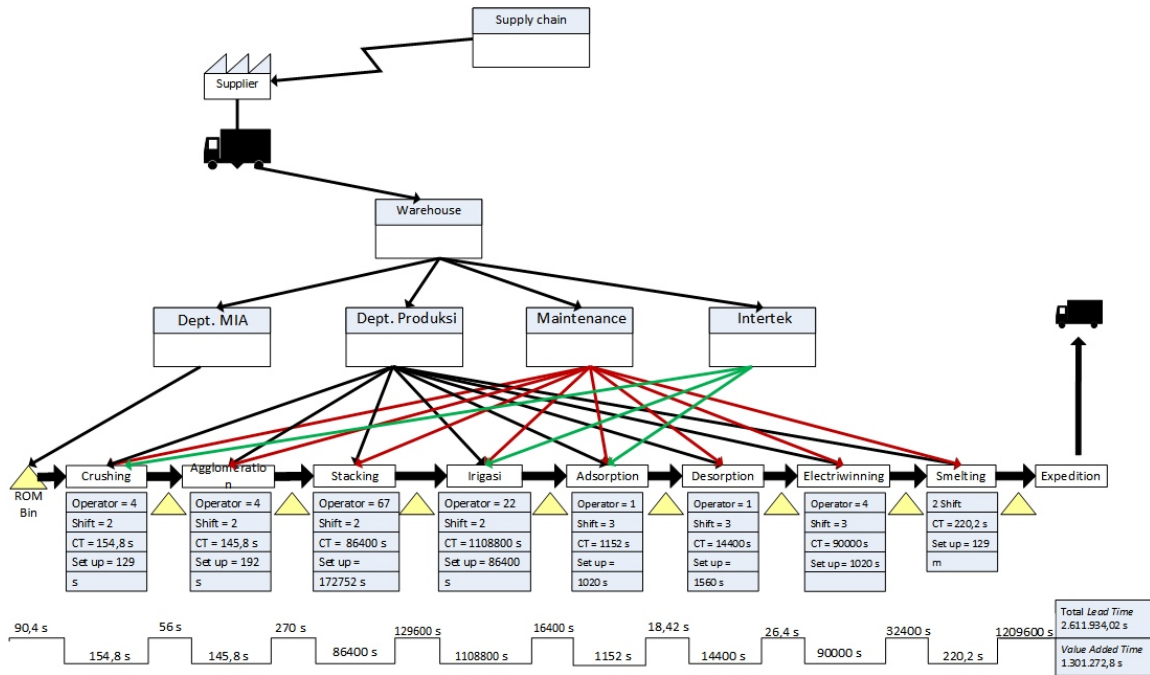 Supply chain
Supplier
Warehouse
Dept. MIA
Dept. Produksi
Maintenance
Intertek
ROM
Bin
Crushing
Agglomeratio
n
Stacking
Irigasi
Adsorption
Desorption
Electriwinning
Smelting
Expedition
Operator = 4
Shift = 2
CT = 154,8 s
Set up = 129
s
Operator = 4
Shift = 2
CT = 145,8 s
Set up = 192
s
Operator = 67
Shift = 2
CT = 86400 s
Set up =
172752 s
Operator = 22
Shift = 2
CT = 1108800 s
Set up = 86400
s
Operator = 1
Shift = 3
CT = 1152 s
Set up =
1020 s
Operator = 1
Shift = 3
CT = 14400 s
Set up =
1560 s
Operator = 4
Shift = 3
CT = 90000 s
Set up = 1020 s
2 Shift
CT = 220,2 s
Set up = 129
m
90,4 s
154,8 s
56 s
145,8 s
270 s
86400 s
129600 s
1108800 s
16400 s
1152 s
18,42 s
14400 s
26,4 s
90000 s
32400 s
220,2 s
1209600 s
Total Lead Time
2.611.934,02 s
Value Added Time
1.301.272,8 s